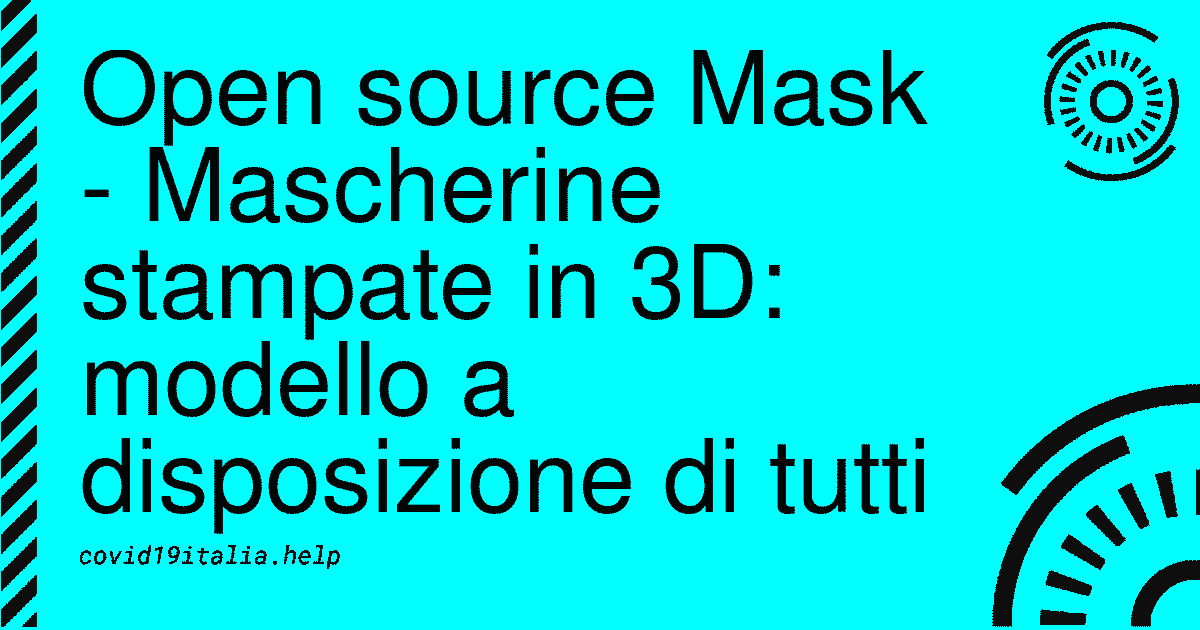 Open source Mask
- Mascherine
stampate in 3D:
modello a
disposizione di tutti
covid19italia.help